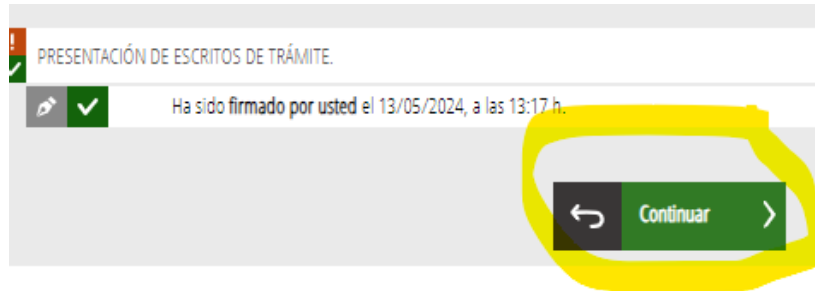 PRESENTACIÓN DE ESCRITOS DE TRÁMITE.
Ha sido firmado por usted el 13/05/2024, a las 13:17 h.
Continuar